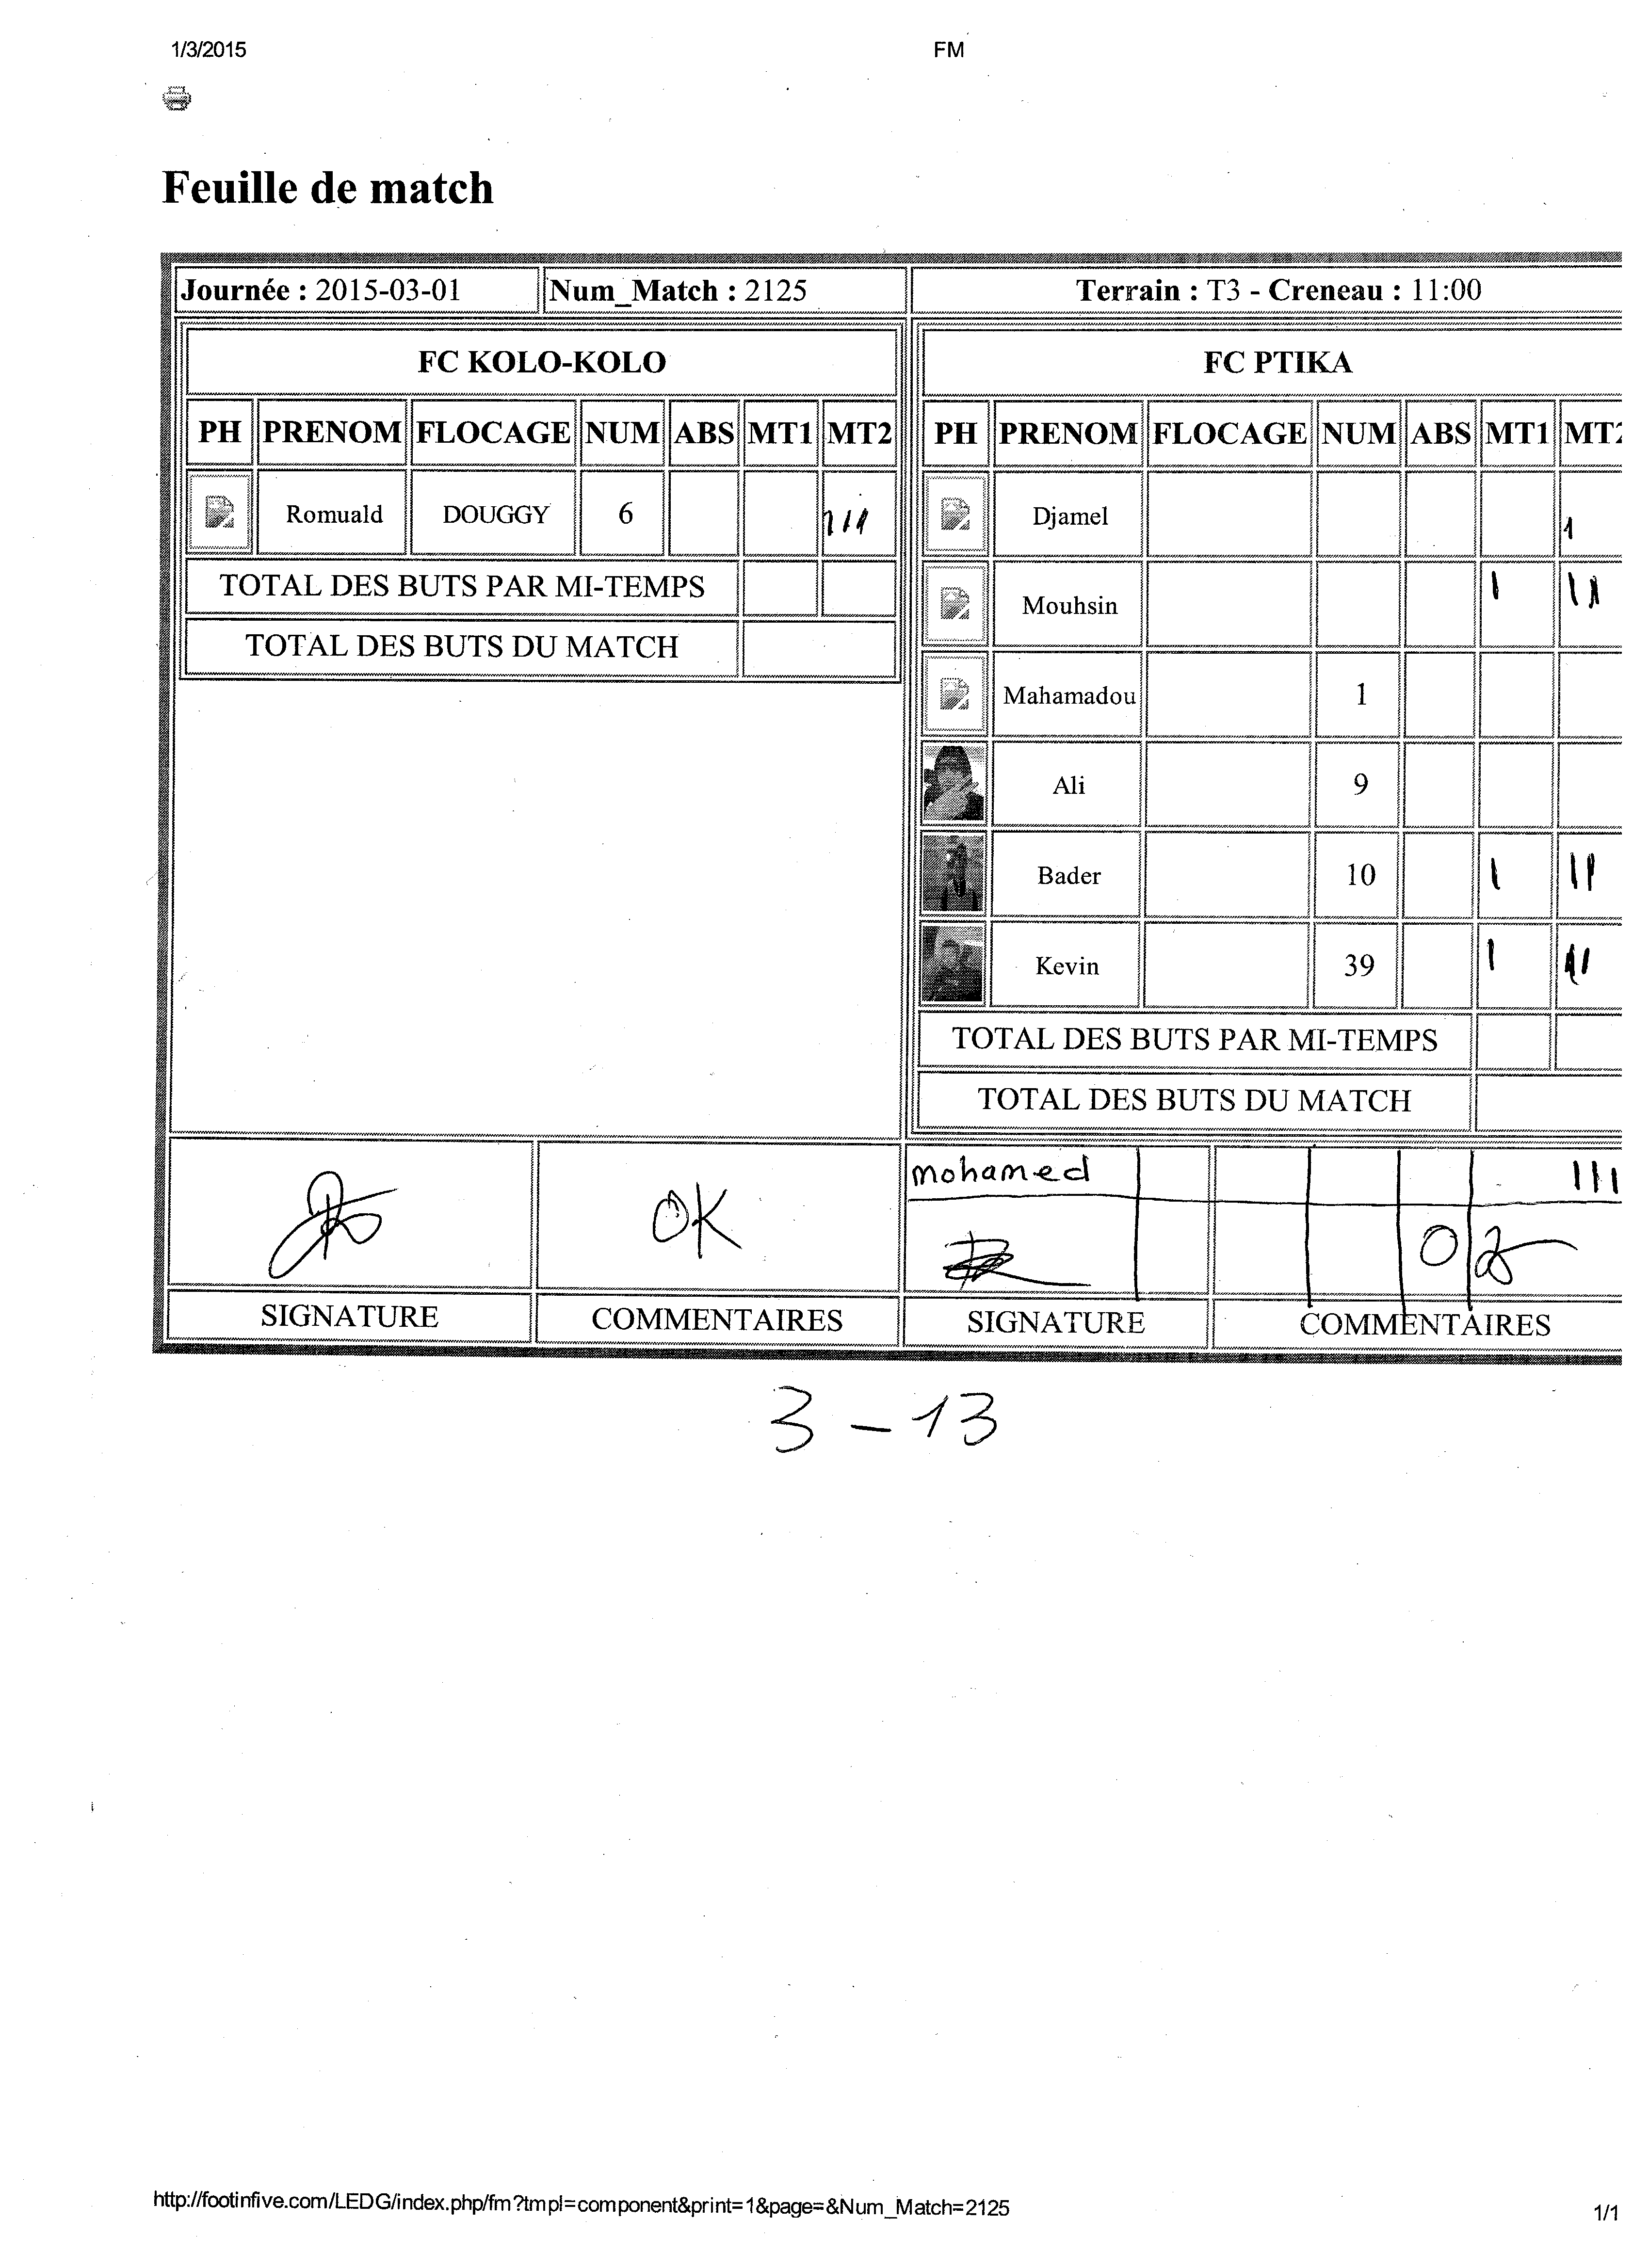 1/3/2015 FM
Feuille de match
Journée : 2015-03-01 Num_Match : 2125 Terrain : T3 - Creneau : 11:00
FC KOLO-KOLO FC PTIKA
PH PRENOM FLOCAGE NUM ABS MT1 MT2 PH PRENOM FLOCAGE NUM ABS MT1 MT2
Romuald DOUGGY 6 111 Djamel 1
TOTAL DES BUTS PAR MI-TEMPS Mouhsin 1 11
TOTAL DES BUTS DU MATCH
Mahamadou 1
Ali 9
Bader 10 1 11
Kevin 39 1 11
TOTAL DES BUTS PAR MI-TEMPS
TOTAL DES BUTS DU MATCH
mohamed 111
OK
SIGNATURE COMMENTAIRES SIGNATURE COMMENTAIRES
3 - 13
http://footinfive.com/LEDG/index.php/fm?tmpl=component&print=1&page=&Num_Match=2125 1/1